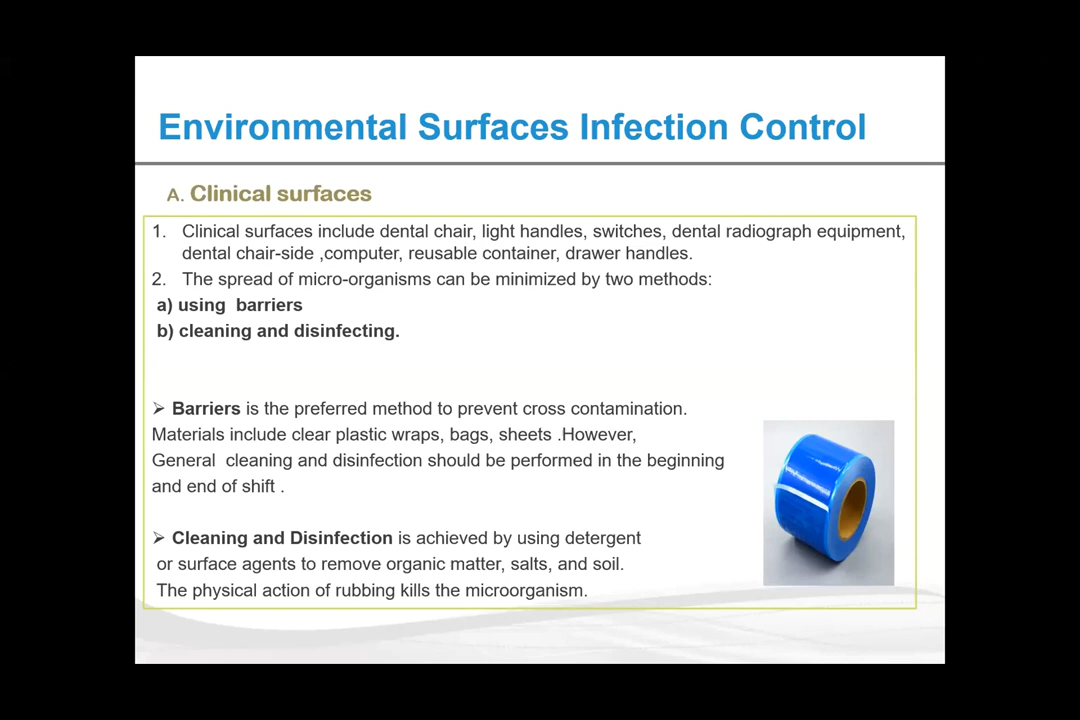 Environmental Surfaces Infection Control
A. Clinical surfaces
1. Clinical surfaces include dental chair, light handles, switches, dental radiograph equipment,
dental chair-side ,computer, reusable container, drawer handles.
2. The spread of micro-organisms can be minimized by two methods:
a) using  barriers
b) cleaning and disinfecting.
➢ Barriers is the preferred method to prevent cross contamination.
Materials include clear plastic wraps, bags, sheets .However,
General  cleaning and disinfection should be performed in the beginning
and end of shift .
➢ Cleaning and Disinfection is achieved by using detergent
or surface agents to remove organic matter, salts, and soil.
The physical action of rubbing kills the microorganism.